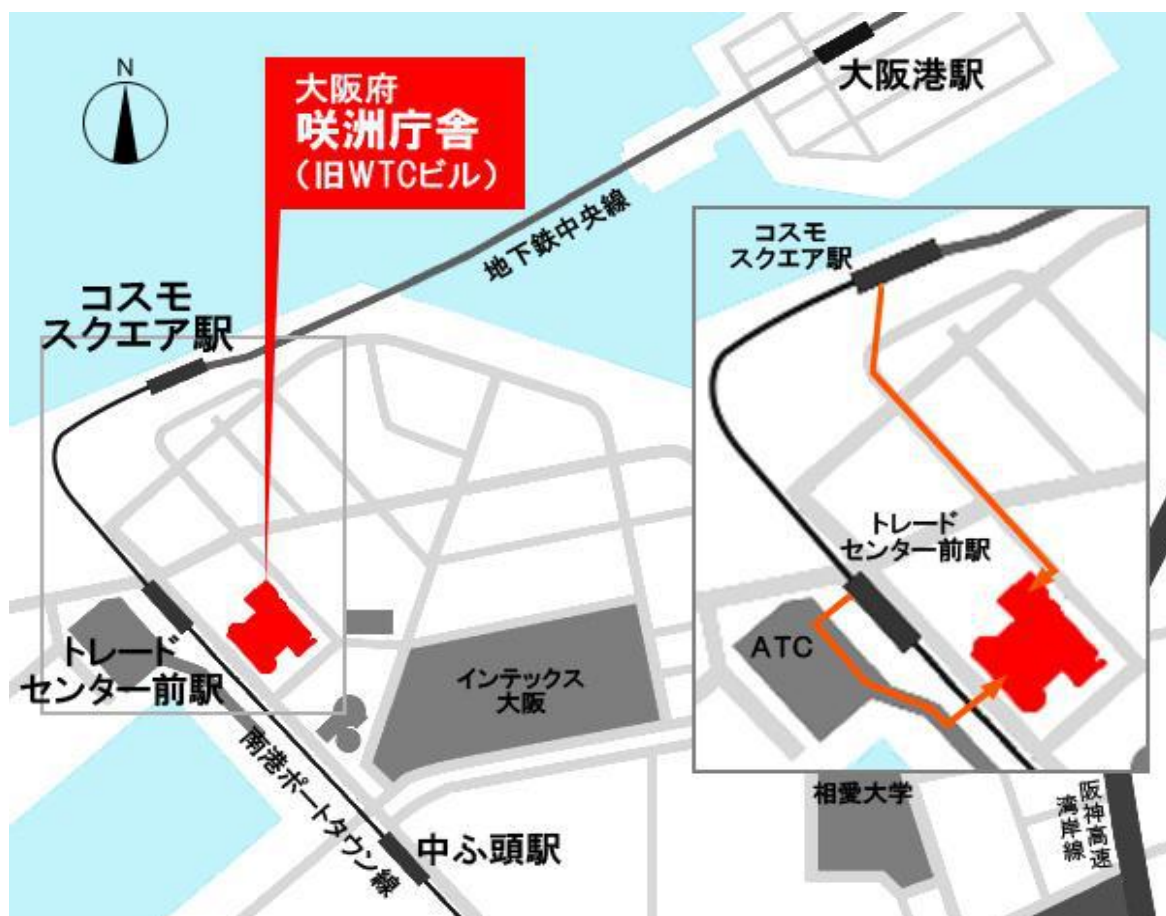 N
大阪府
咲洲庁舎
（旧WTCビル）
大阪港駅
地下鉄中央線
コスモ
スクエア駅
コスモ
スクエア駅
トレード
センター前駅
ATC
トレード
センター前駅
インテックス
大阪
南港ポートタウン線
中ふ頭駅
相愛大学
阪神高速
湾岸線